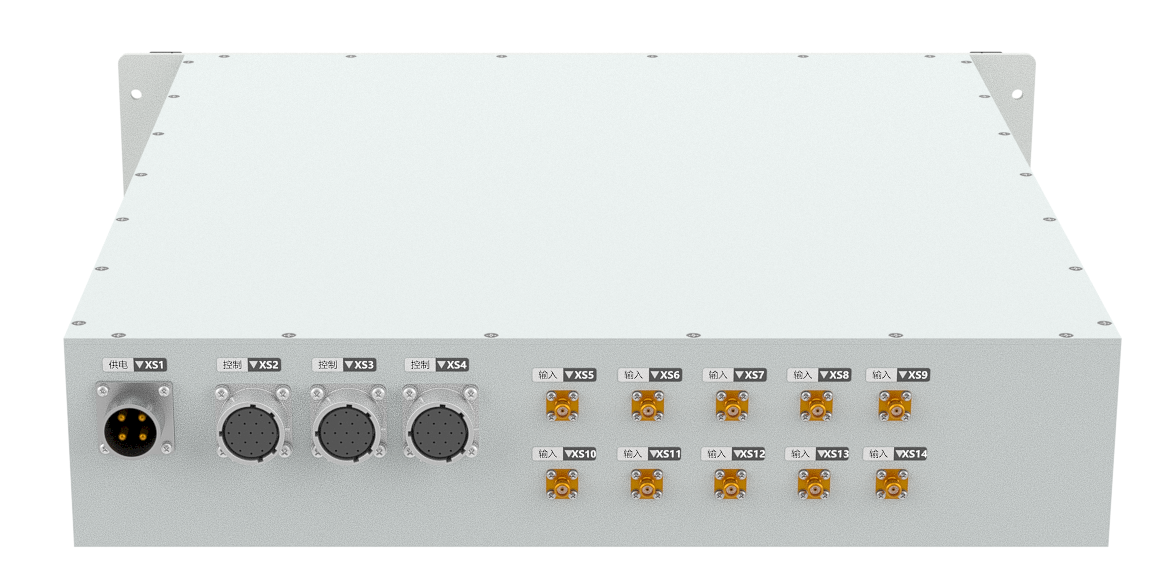 供电 ▼XS1
控制 ▼XS2
控制 ▼XS3
控制 ▼XS4
输入 ▼XS5
输入 ▼XS6
输入 ▼XS7
输入 ▼XS8
输入 ▼XS9
输入 ▼XS10
输入 ▼XS11
输入 ▼XS12
输入 ▼XS13
输入 ▼XS14